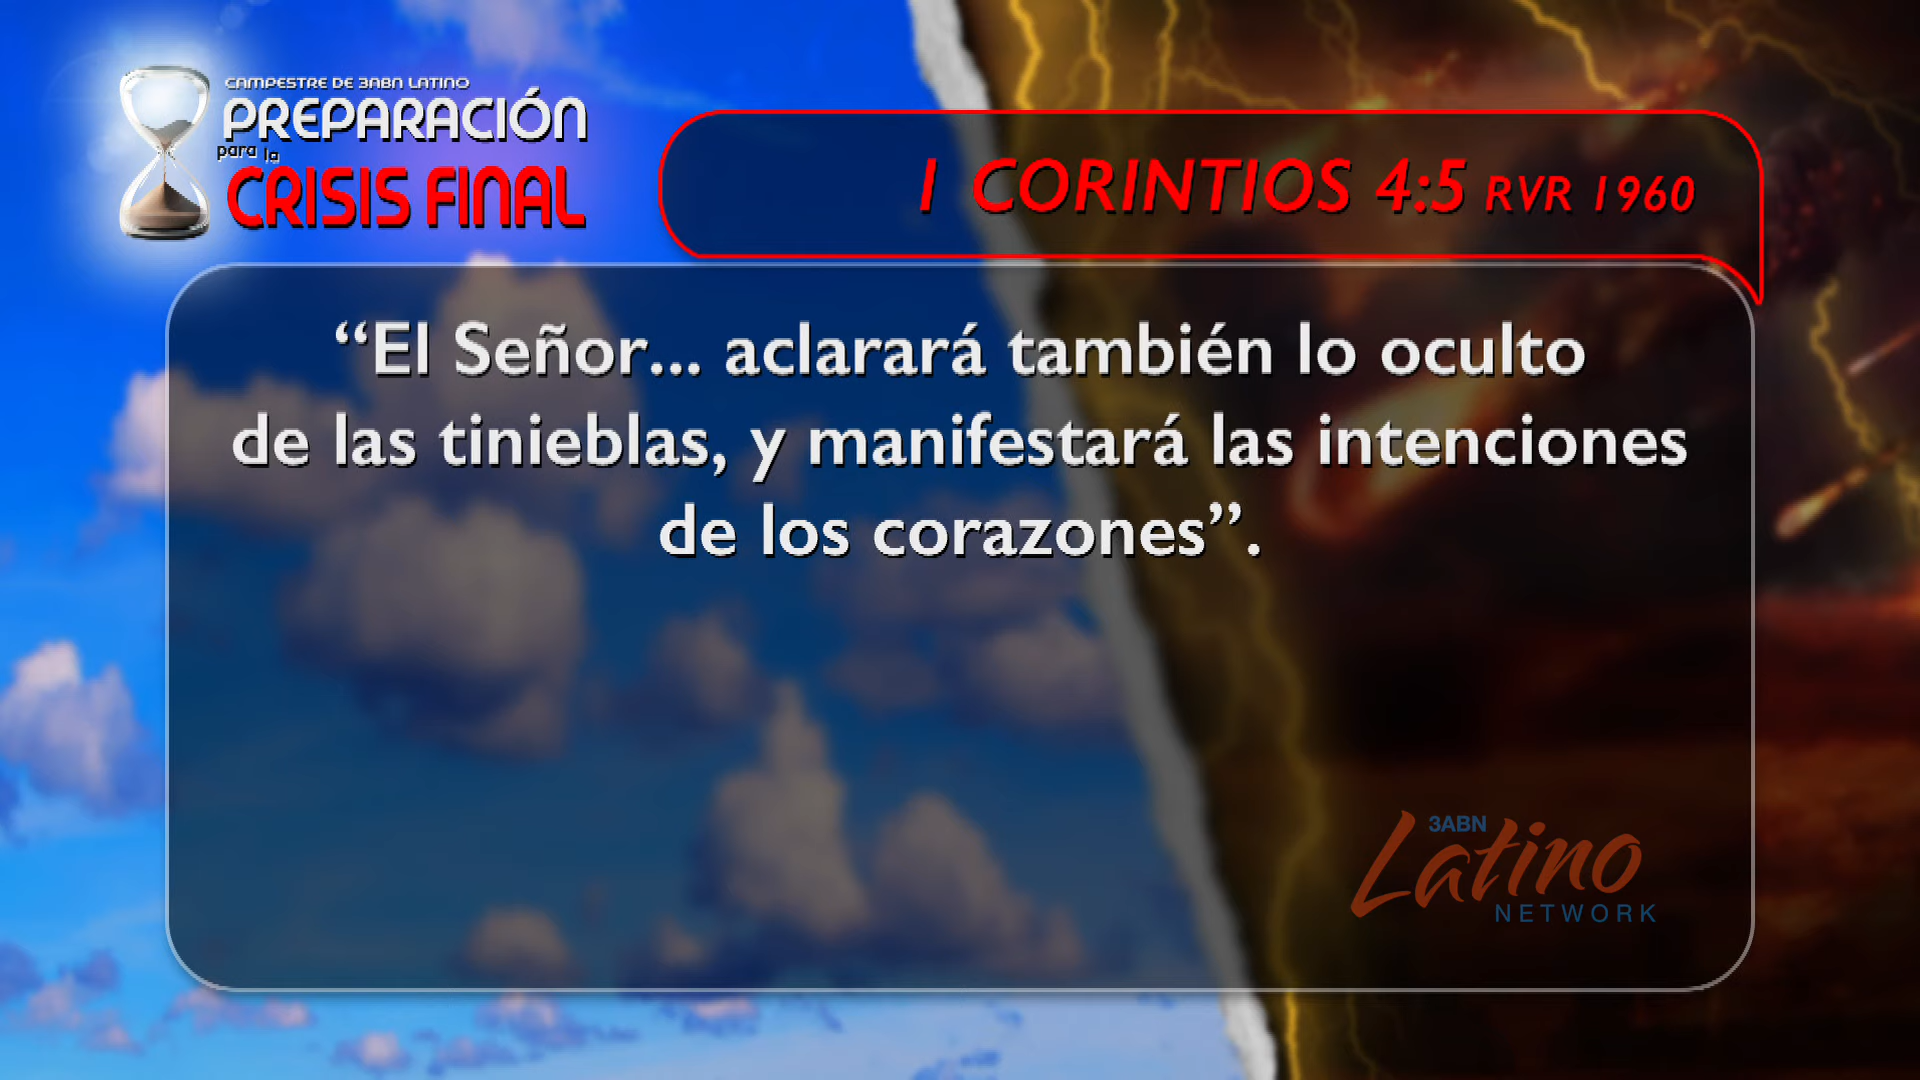 CAMPESTRE DE 3ABN LATINO
PREPARACIÓN
para la
CRISIS FINAL
1 CORINTIOS 4:5 RVR 1960
“El Señor... aclarará también lo oculto
de las tinieblas, y manifestará las intenciones
de los corazones”.
3ABN
Latino
NETWORK